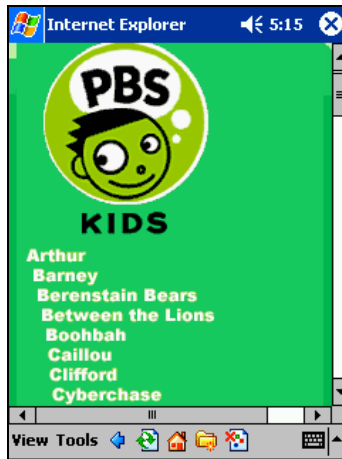 Internet Explorer 5:15
PBS
KIDS
Arthur
Barney
Berenstain Bears
Between the Lions
Boohbah
Caillou
Clifford
Cyberchase
View Tools